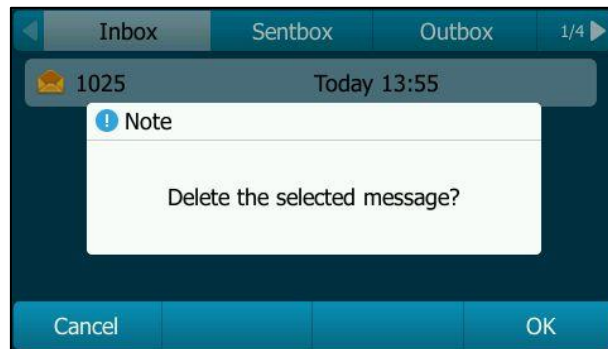 Inbox Sentbox Outbox 1/4
1025 Today 13:55
Note
Delete the selected message?
Cancel OK